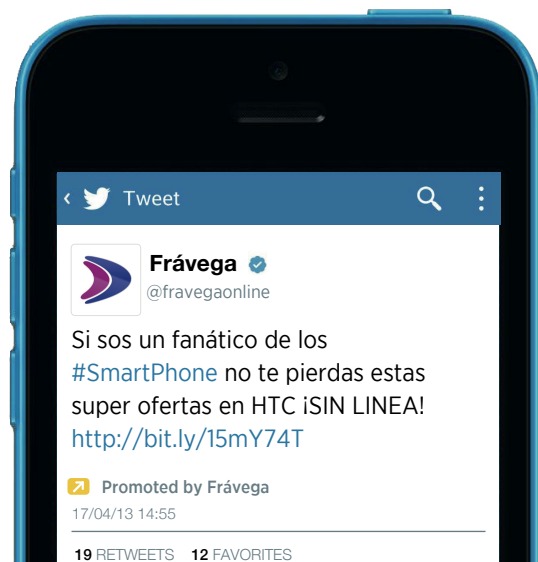 Tweet
Frávega
@fravegaonline
Si sos un fanático de los
#SmartPhone no te pierdas estas
super ofertas en HTC ¡SIN LINEA!
http://bit.ly/15mY74T
Promoted by Frávega
17/04/13 14:55
19 RETWEETS 12 FAVORITES